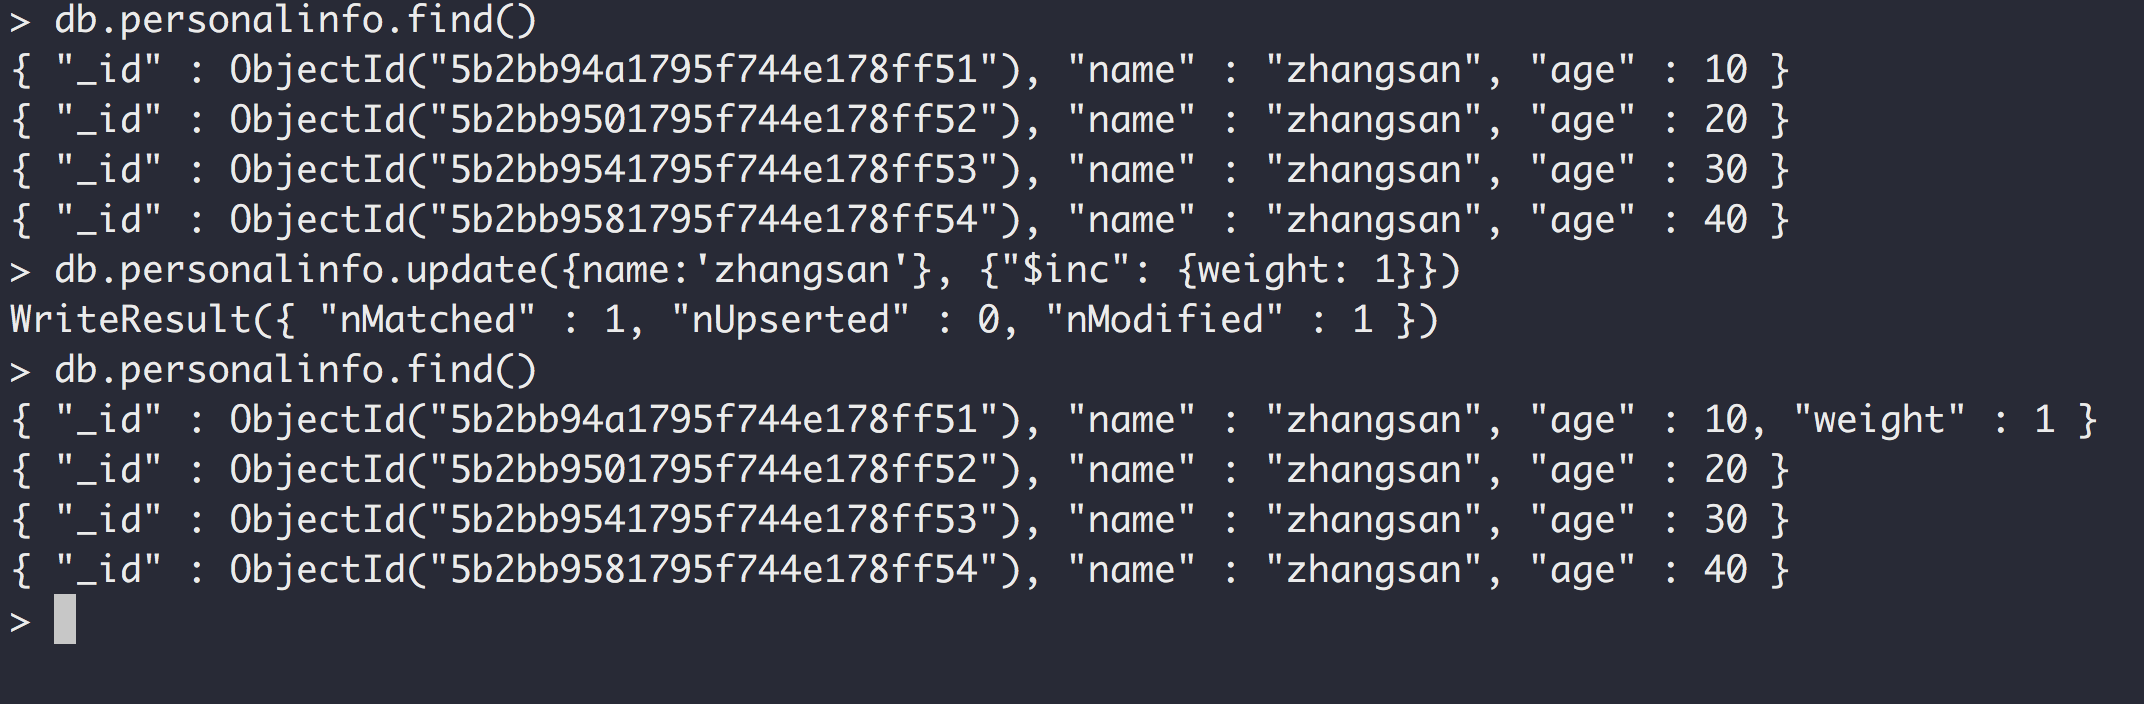 > db.personalinfo.find()
{ "_id" : ObjectId("5b2bb94a1795f744e178ff51"), "name" : "zhangsan", "age" : 10 }
{ "_id" : ObjectId("5b2bb9501795f744e178ff52"), "name" : "zhangsan", "age" : 20 }
{ "_id" : ObjectId("5b2bb9541795f744e178ff53"), "name" : "zhangsan", "age" : 30 }
{ "_id" : ObjectId("5b2bb9581795f744e178ff54"), "name" : "zhangsan", "age" : 40 }
> db.personalinfo.update({name:'zhangsan'}, {"$inc": {weight: 1}})
WriteResult({ "nMatched" : 1, "nUpserted" : 0, "nModified" : 1 })
> db.personalinfo.find()
{ "_id" : ObjectId("5b2bb94a1795f744e178ff51"), "name" : "zhangsan", "age" : 10, "weight" : 1 }
{ "_id" : ObjectId("5b2bb9501795f744e178ff52"), "name" : "zhangsan", "age" : 20 }
{ "_id" : ObjectId("5b2bb9541795f744e178ff53"), "name" : "zhangsan", "age" : 30 }
{ "_id" : ObjectId("5b2bb9581795f744e178ff54"), "name" : "zhangsan", "age" : 40 }
>